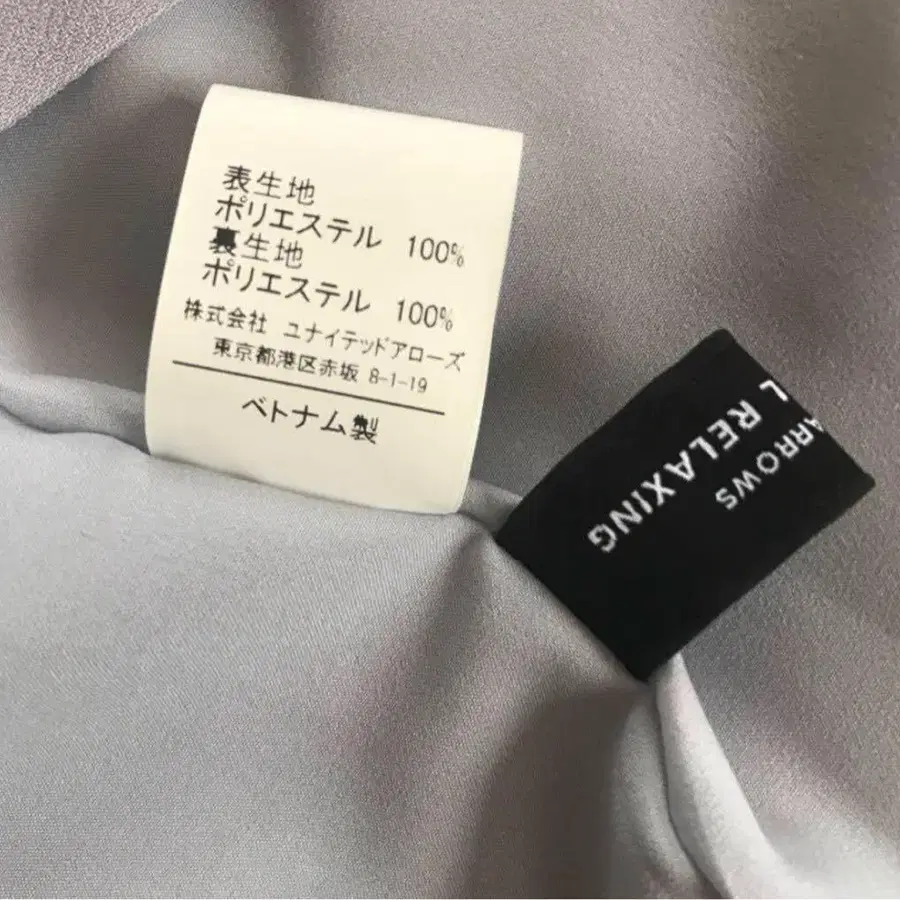 表生地
ポリエステル 100%
裏生地
ポリエステル 100%
株式会社 ユナイテッドアローズ
東京都港区赤坂 8-1-19
ベトナム製
L RELAXING
ARROWS